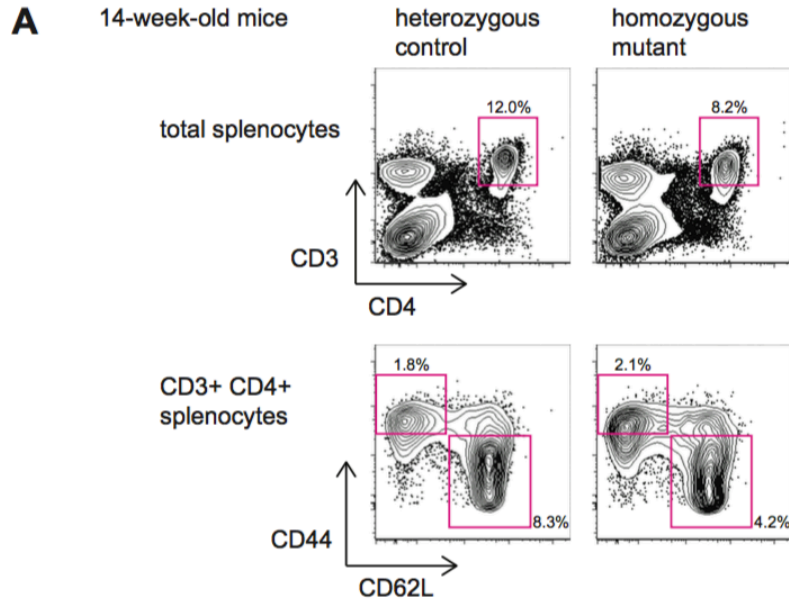 A
14-week-old mice
heterozygous
control
homozygous
mutant
total splenocytes
12.0%
8.2%
CD3
CD4
CD3+ CD4+
splenocytes
1.8%
2.1%
8.3%
4.2%
CD44
CD62L